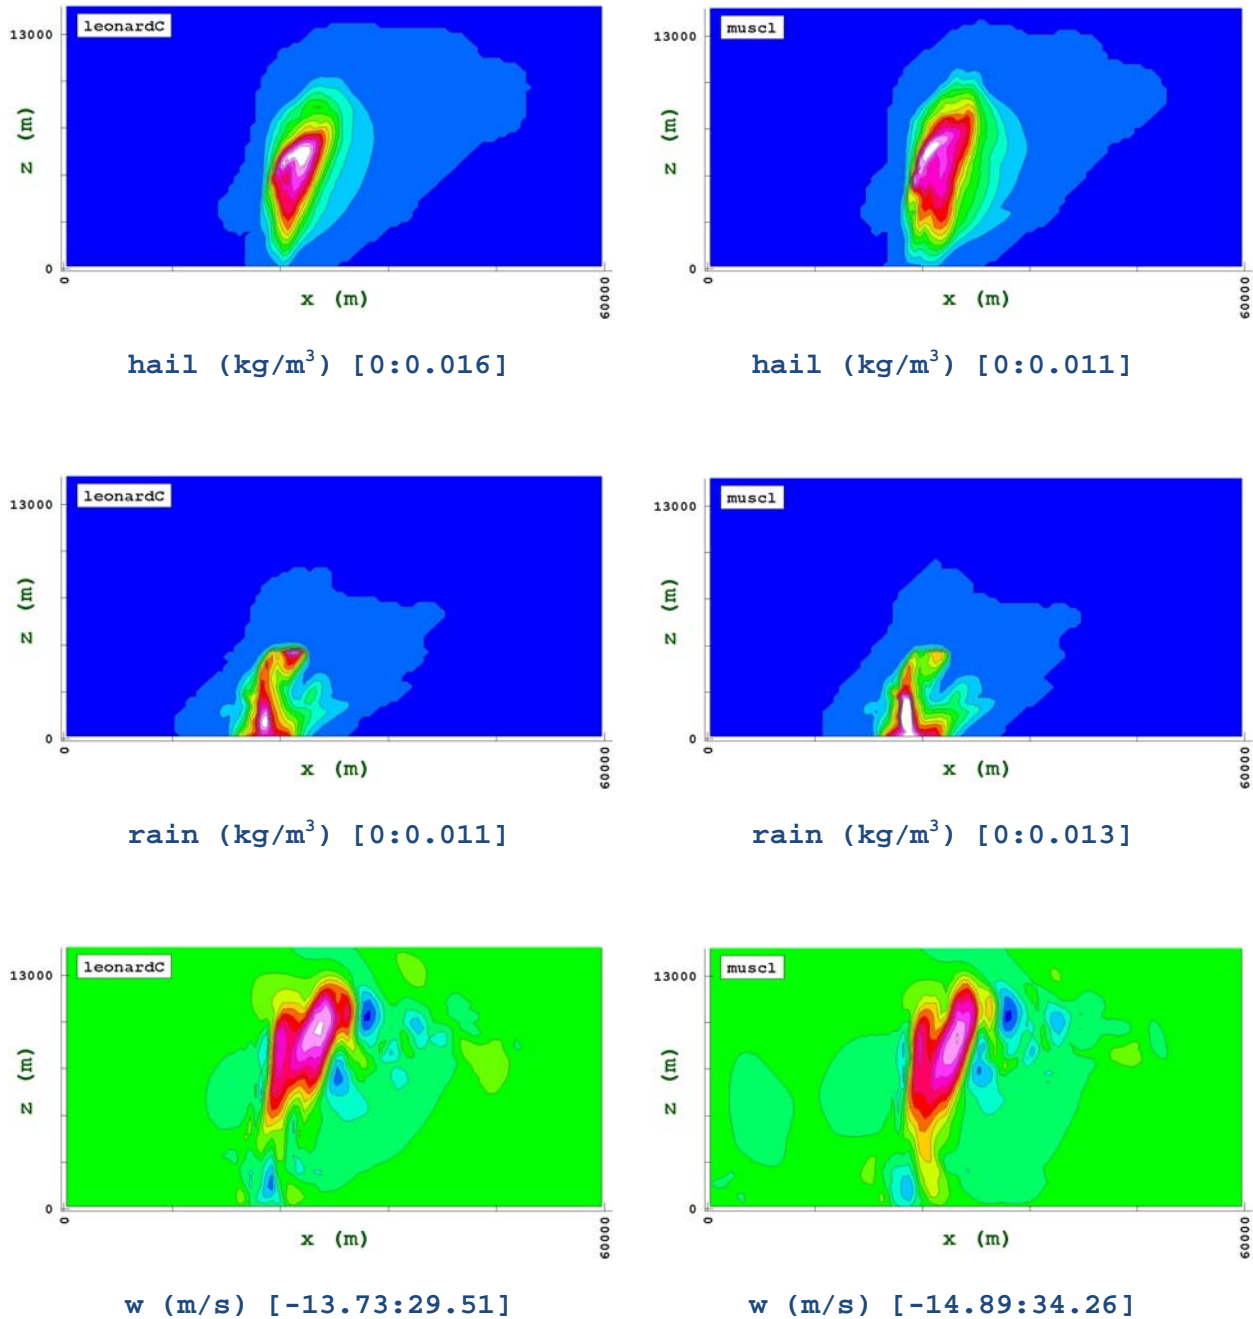 leonardC
muscl
13000
13000
z (m)
z (m)
0
0
0
60000
0
60000
x (m)
x (m)
hail (kg/m³) [0:0.016]
hail (kg/m³) [0:0.011]
leonardC
muscl
13000
13000
z (m)
z (m)
0
0
0
60000
0
60000
x (m)
x (m)
rain (kg/m³) [0:0.011]
rain (kg/m³) [0:0.013]
leonardC
muscl
13000
13000
z (m)
z (m)
0
0
0
60000
0
60000
x (m)
x (m)
w (m/s) [-13.73:29.51]
w (m/s) [-14.89:34.26]